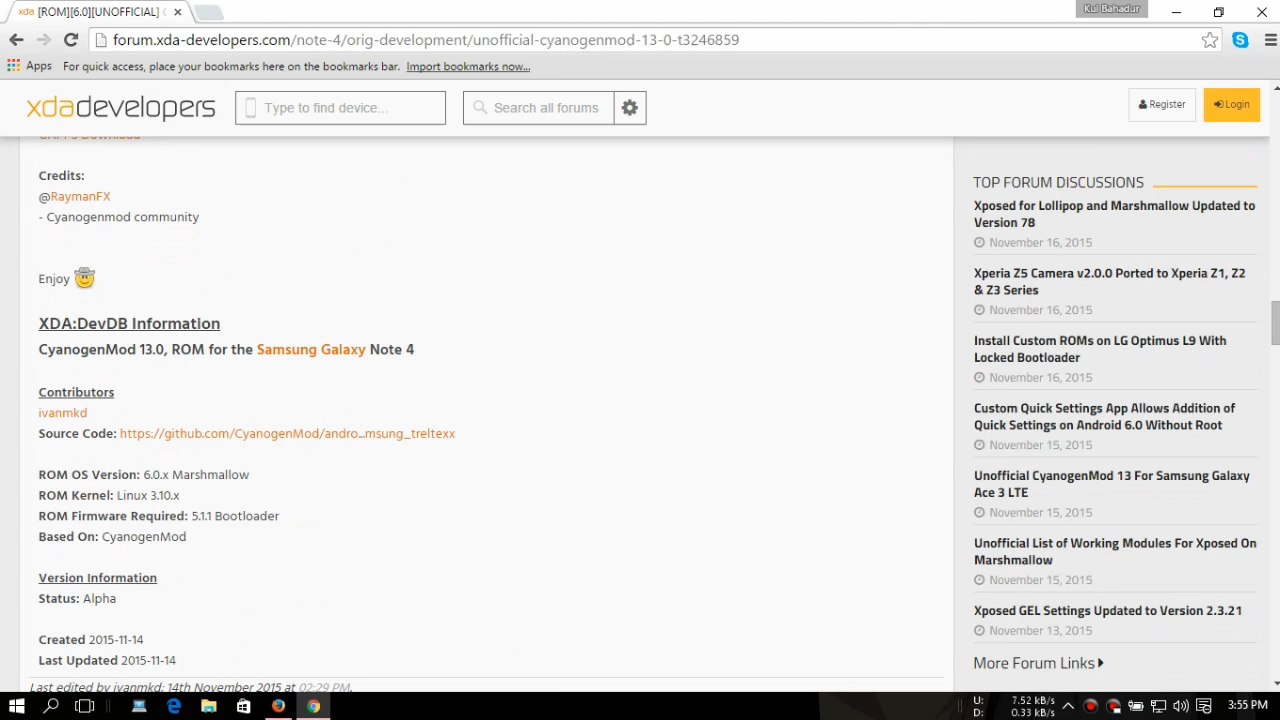 xda [ROM][6.0][UNOFFICIAL]
Kul Bahadur
forum.xda-developers.com/note-4/orig-development/unofficial-cyanogenmod-13-0-t3246859
Apps For quick access, place your bookmarks here on the bookmarks bar. Import bookmarks now...
xdadevelopers Type to find device... Search all forums Register Login
Credits:
@RaymanFX
- Cyanogenmod community
Enjoy
XDA:DevDB Information
CyanogenMod 13.0, ROM for the Samsung Galaxy Note 4
Contributors
ivanmkd
Source Code: https://github.com/CyanogenMod/andro...msung_treltexx
ROM OS Version: 6.0.x Marshmallow
ROM Kernel: Linux 3.10.x
ROM Firmware Required: 5.1.1 Bootloader
Based On: CyanogenMod
Version Information
Status: Alpha
Created 2015-11-14
Last Updated 2015-11-14
Last edited by ivanmkd; 14th November 2015 at 02:29 PM.
TOP FORUM DISCUSSIONS
Xposed for Lollipop and Marshmallow Updated to
Version 78
November 16, 2015
Xperia Z5 Camera v2.0.0 Ported to Xperia Z1, Z2
& Z3 Series
November 16, 2015
Install Custom ROMs on LG Optimus L9 With
Locked Bootloader
November 16, 2015
Custom Quick Settings App Allows Addition of
Quick Settings on Android 6.0 Without Root
November 15, 2015
Unofficial CyanogenMod 13 For Samsung Galaxy
Ace 3 LTE
November 15, 2015
Unofficial List of Working Modules For Xposed On
Marshmallow
November 15, 2015
Xposed GEL Settings Updated to Version 2.3.21
November 13, 2015
More Forum Links
U: 7.52 kB/s
D: 0.33 kB/s
3:55 PM